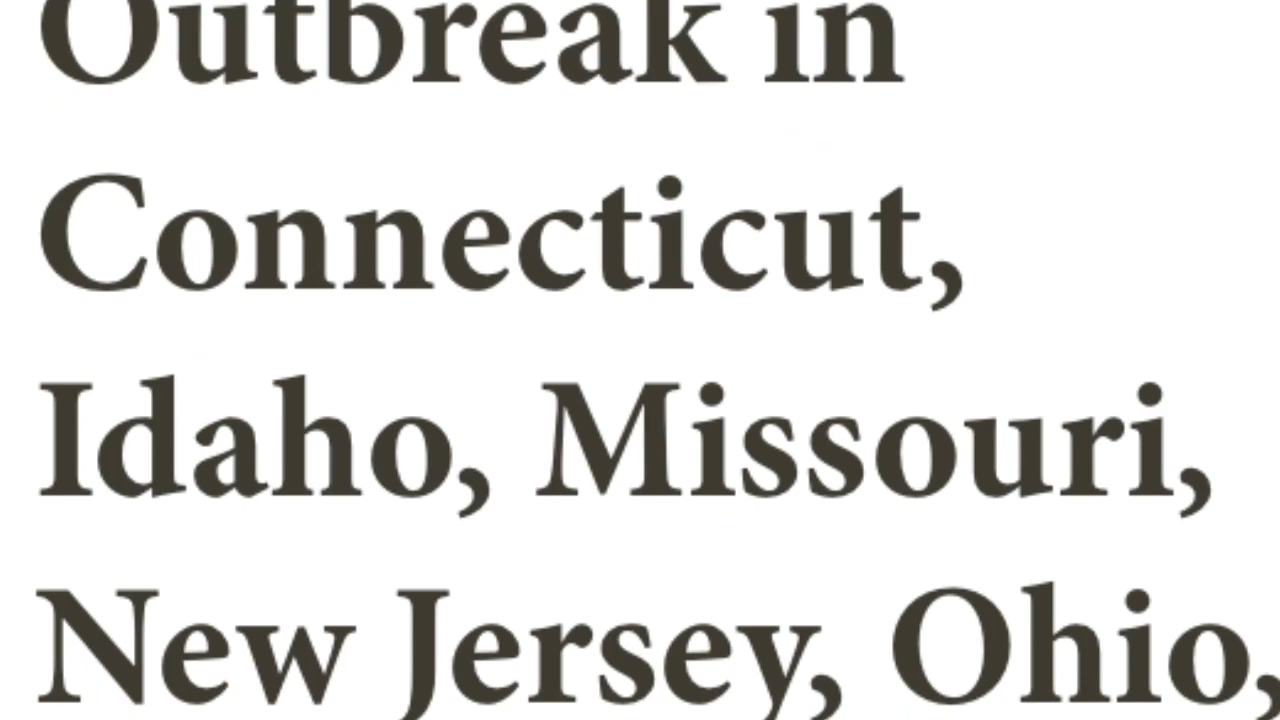 Outbreak in
Connecticut,
Idaho, Missouri,
New Jersey, Ohio,